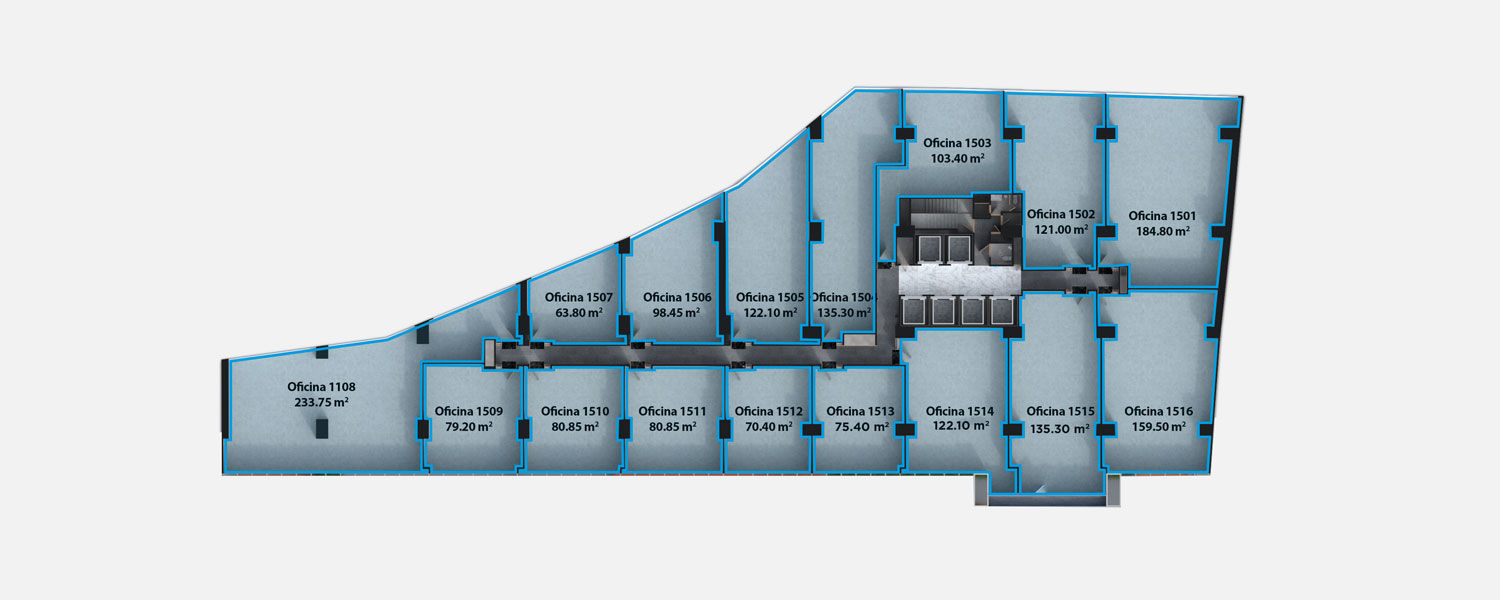 Oficina 1503
103.40 m²
Oficina 1502
121.00 m²
Oficina 1501
184.80 m²
Oficina 1507
63.80 m²
Oficina 1506
98.45 m²
Oficina 1505
122.10 m²
Oficina 1504
135.30 m²
Oficina 1108
233.75 m²
Oficina 1509
79.20 m²
Oficina 1510
80.85 m²
Oficina 1511
80.85 m²
Oficina 1512
70.40 m²
Oficina 1513
75.40 m²
Oficina 1514
122.10 m²
Oficina 1515
135.30 m²
Oficina 1516
159.50 m²